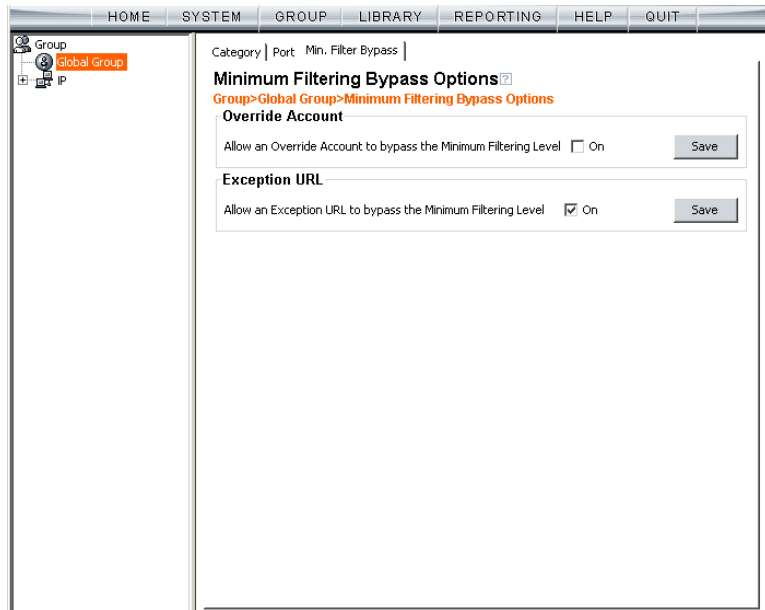 HOME SYSTEM GROUP LIBRARY REPORTING HELP QUIT
Group
Global Group
IP
Category Port Min. Filter Bypass
Minimum Filtering Bypass Options?
Group>Global Group>Minimum Filtering Bypass Options
Override Account
Allow an Override Account to bypass the Minimum Filtering Level On Save
Exception URL
Allow an Exception URL to bypass the Minimum Filtering Level On Save